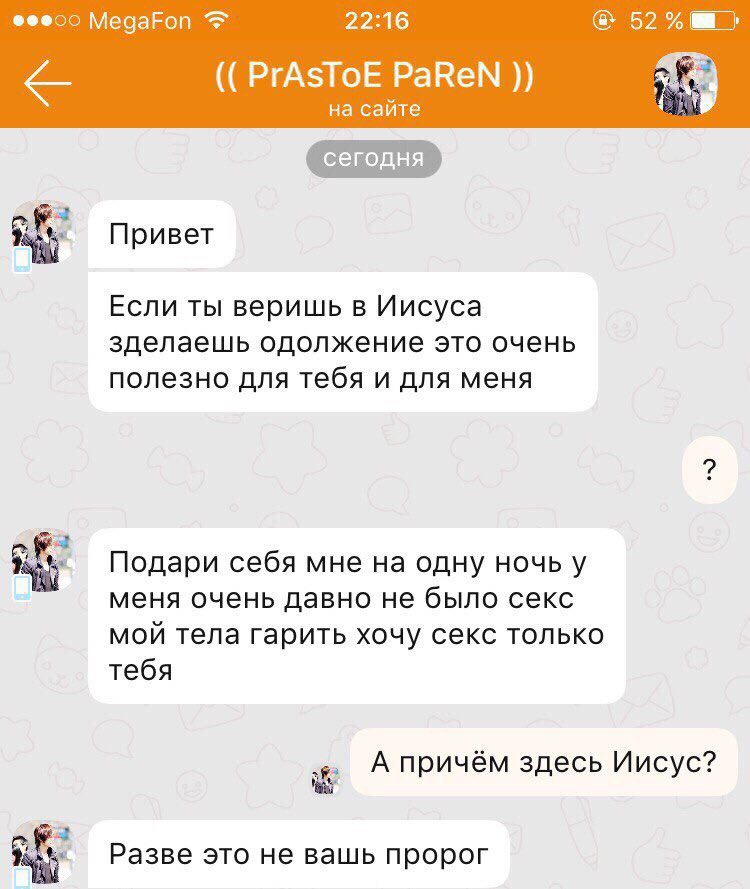 MegaFon 22:16 52 %
(( PrAsToE PaReN ))
на сайте
сегодня
Привет
Если ты веришь в Иисуса
зделаешь одолжение это очень
полезно для тебя и для меня
?
Подари себя мне на одну ночь у
меня очень давно не было секс
мой тела гарить хочу секс только
тебя
А причём здесь Иисус?
Разве это не вашь пророг